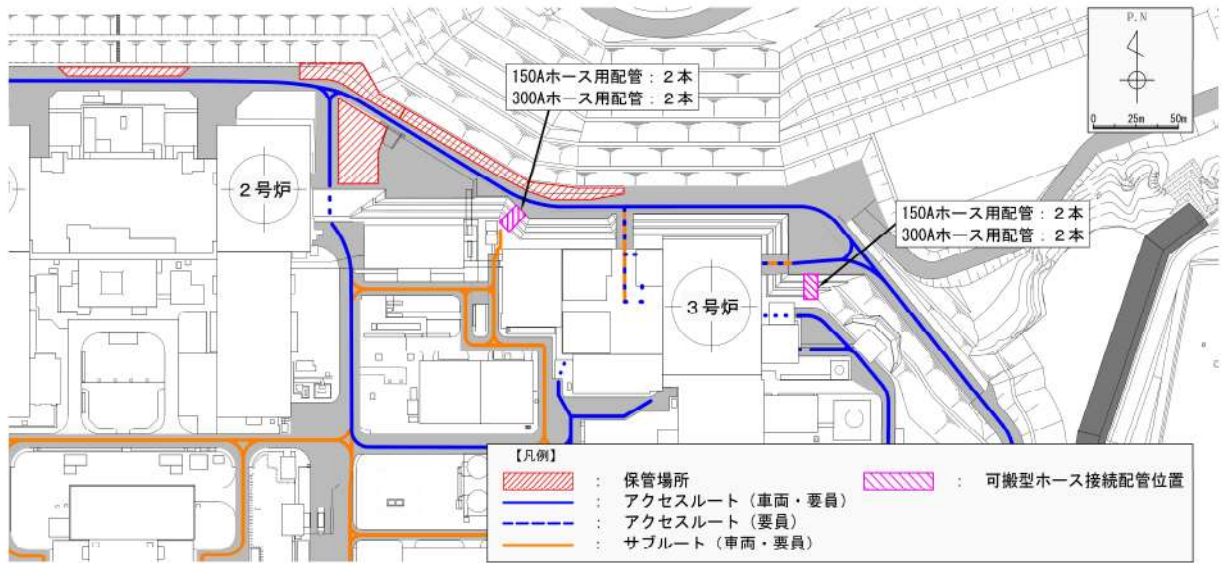 P.N
0 25m 50m
150Aホース用配管：２本
300Aホース用配管：２本
２号炉
150Aホース用配管：２本
300Aホース用配管：２本
３号炉
【凡例】
： 保管場所
： 可搬型ホース接続配管位置
： アクセスルート（車両・要員）
： アクセスルート（要員）
： サブルート（車両・要員）